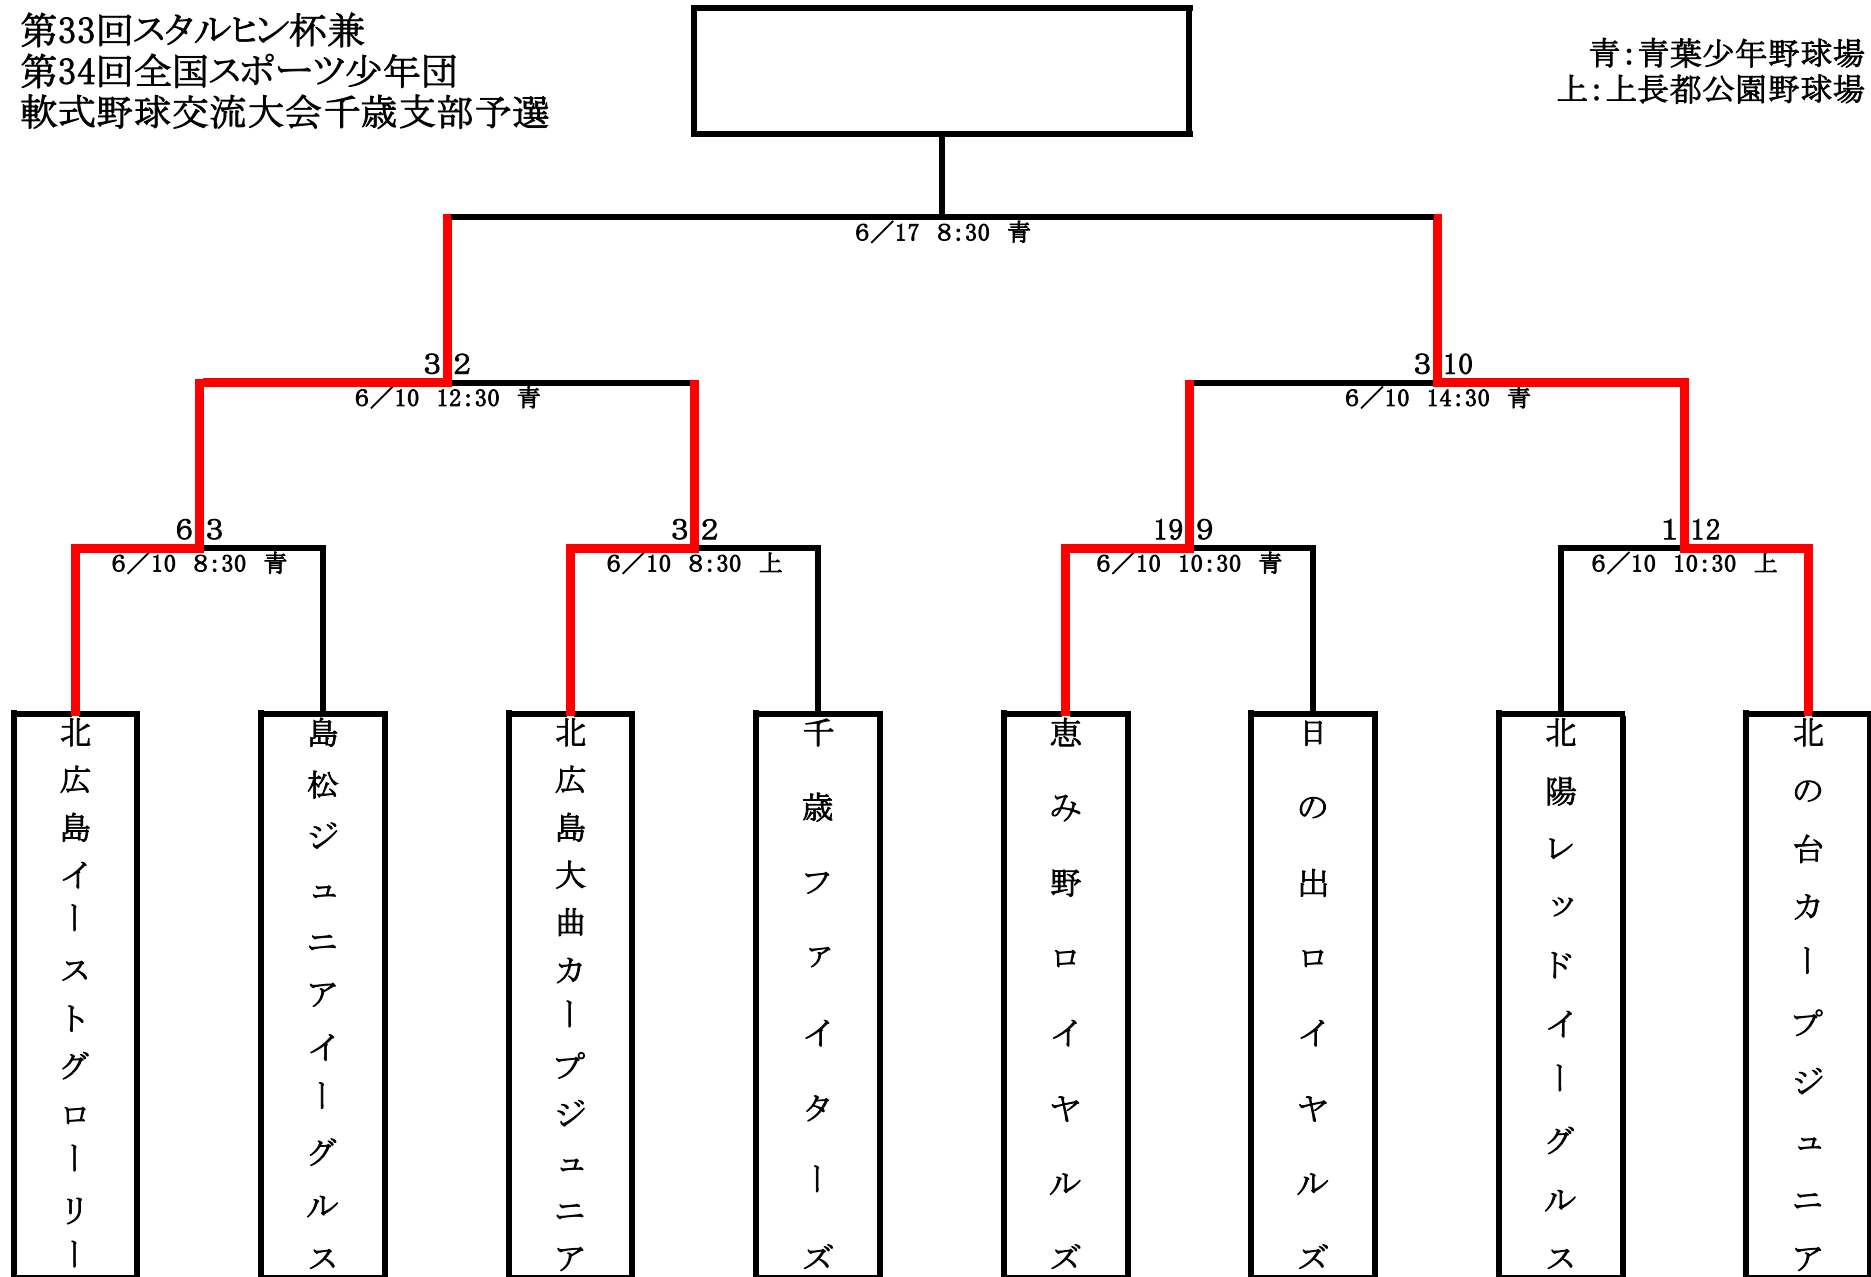 第33回スタルヒン杯兼
第34回全国スポーツ少年団
軟式野球交流大会千歳支部予選
青:青葉少年野球場
上:上長都公園野球場
6/17 8:30 青
3 2
6/10 12:30 青
3 10
6/10 14:30 青
6 3
6/10 8:30 青
3 2
6/10 8:30 上
19 9
6/10 10:30 青
1 12
6/10 10:30 上
北広島イーストグローリー
島松ジュニアイーグルス
北広島大曲カープジュニア
千歳ファイターズ
恵み野ロイヤルズ
日の出ロイヤルズ
北陽レッドイーグルス
北の台カープジュニア